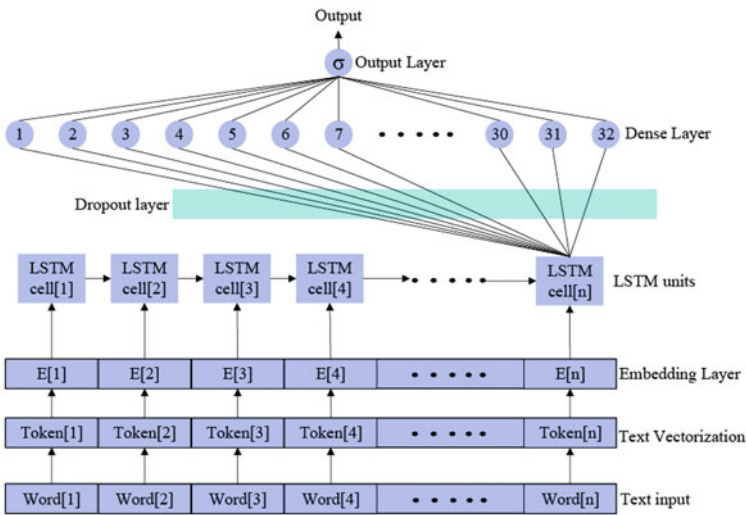 Output
σ Output Layer
1 2 3 4 5 6 7 30 31 32 Dense Layer
Dropout layer
LSTM LSTM LSTM LSTM LSTM
cell[1] cell[2] cell[3] cell[4] cell[n] LSTM units
E[1] E[2] E[3] E[4] E[n] Embedding Layer
Token[1] Token[2] Token[3] Token[4] Token[n] Text Vectorization
Word[1] Word[2] Word[3] Word[4] Word[n] Text input